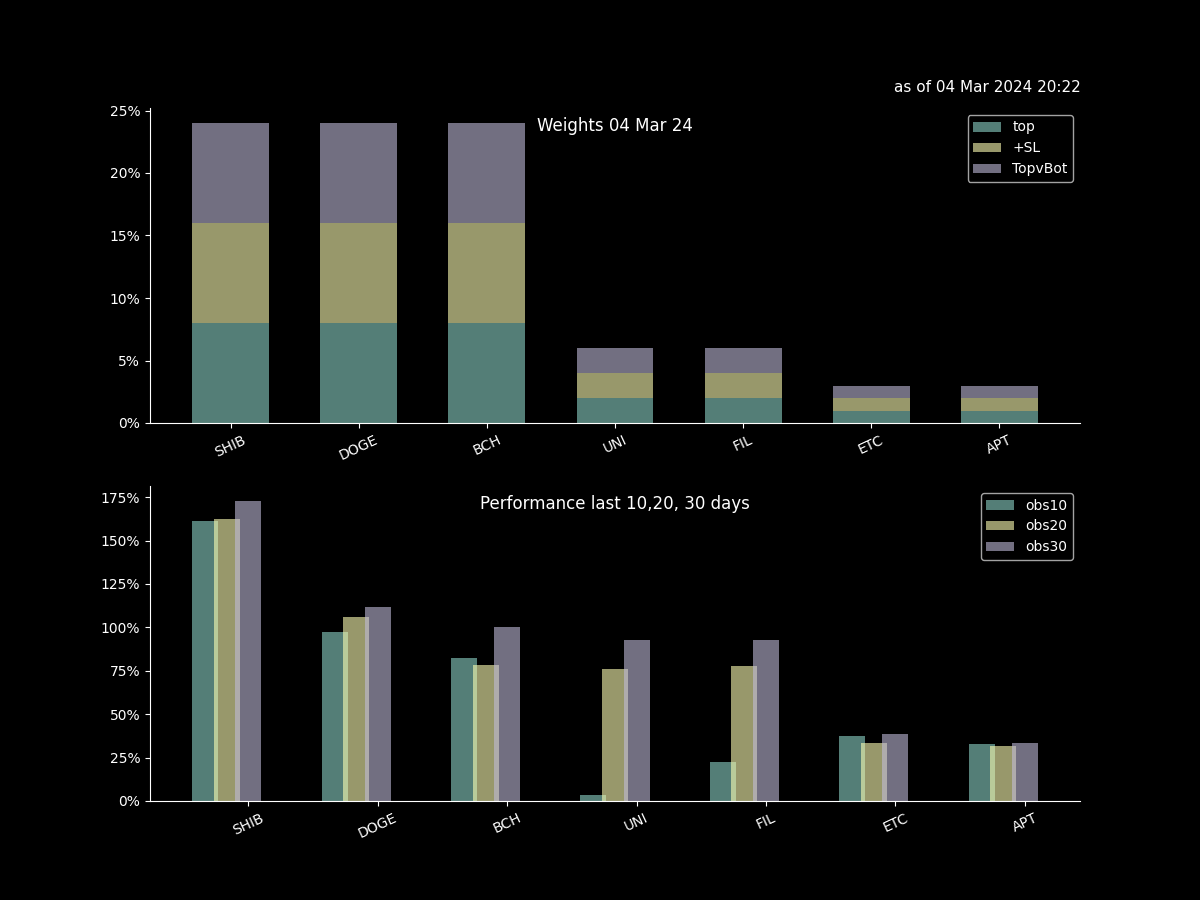 as of 04 Mar 2024 20:22
Weights 04 Mar 24
top
+SL
TopvBot
25%
20%
15%
10%
5%
0%
SHIB DOGE BCH UNI FIL ETC APT
Performance last 10,20, 30 days
obs10
obs20
obs30
175%
150%
125%
100%
75%
50%
25%
0%
SHIB DOGE BCH UNI FIL ETC APT